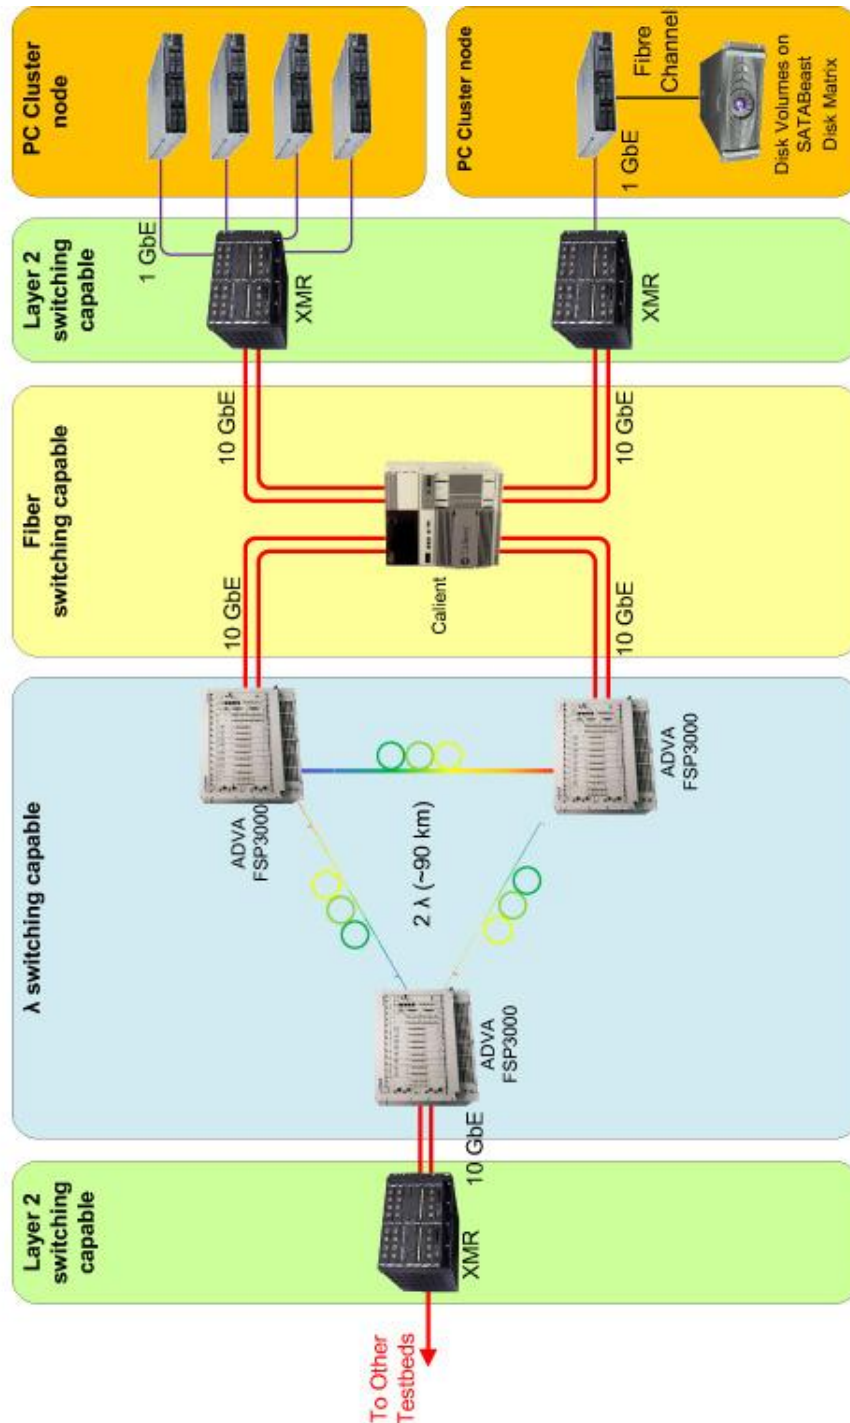 PC Cluster
node
PC Cluster node
Fibre
Channel
1 GbE
Disk Volumes on
SATABeast
Disk Matrix
Layer 2
switching
capable
1 GbE
XMR
XMR
Fiber
switching capable
10 GbE
10 GbE
10 GbE
10 GbE
Calient
λ switching capable
ADVA
FSP3000
2 λ (~90 km)
ADVA
FSP3000
ADVA
FSP3000
10 GbE
Layer 2
switching
capable
XMR
To Other
Testbeds